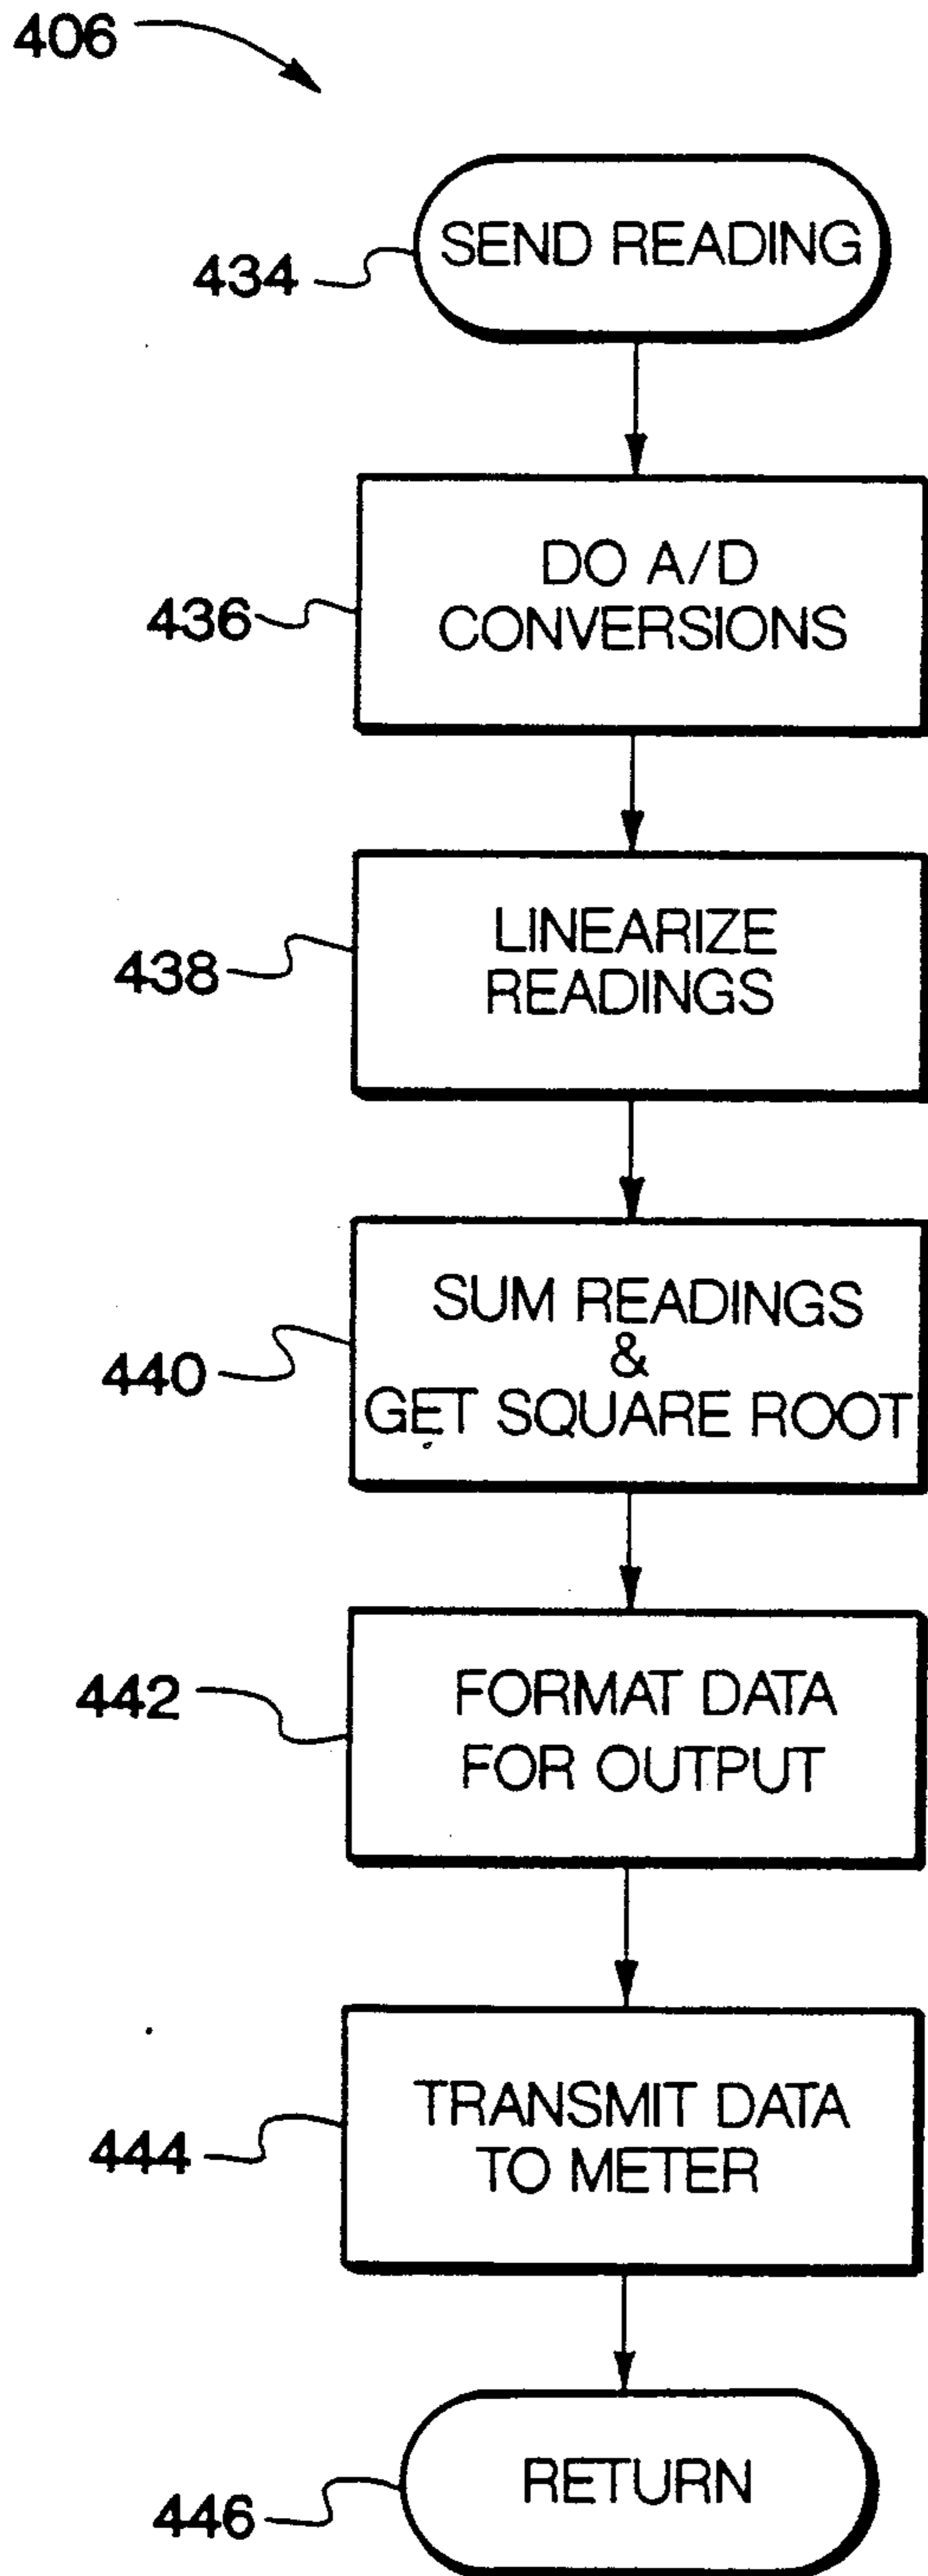 406
SEND READING
434
DO A/D
CONVERSIONS
436
LINEARIZE
READINGS
438
SUM READINGS
&
GET SQUARE ROOT
440
FORMAT DATA
FOR OUTPUT
442
TRANSMIT DATA
TO METER
444
RETURN
446